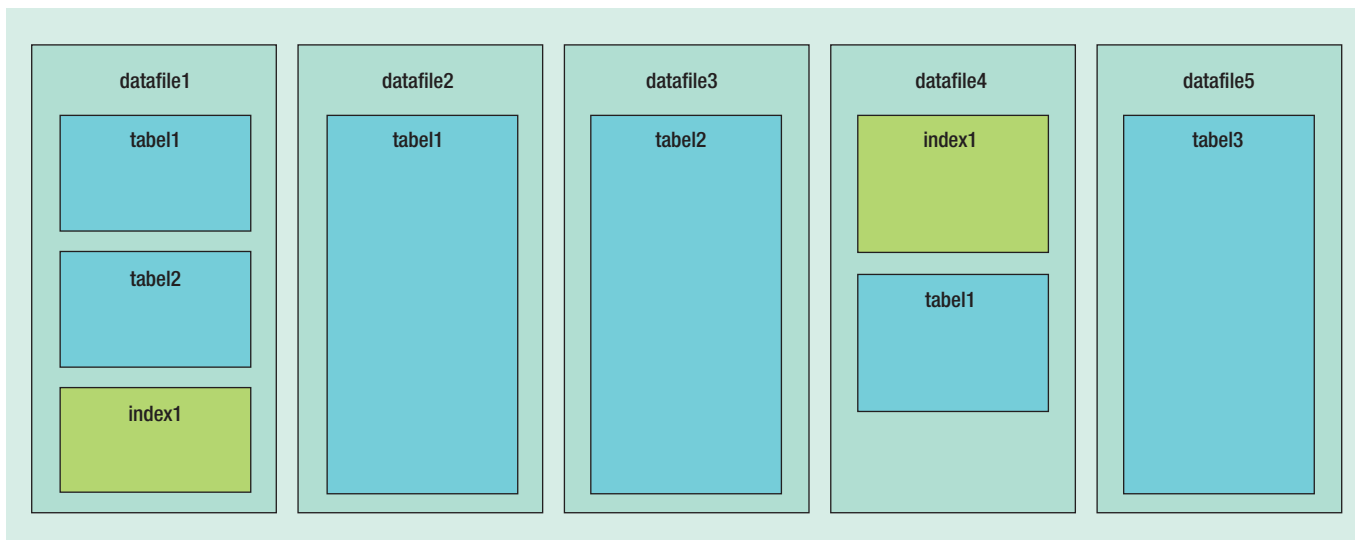 datafile1
tabel1
tabel2
index1
datafile2
tabel1
datafile3
tabel2
datafile4
index1
tabel1
datafile5
tabel3